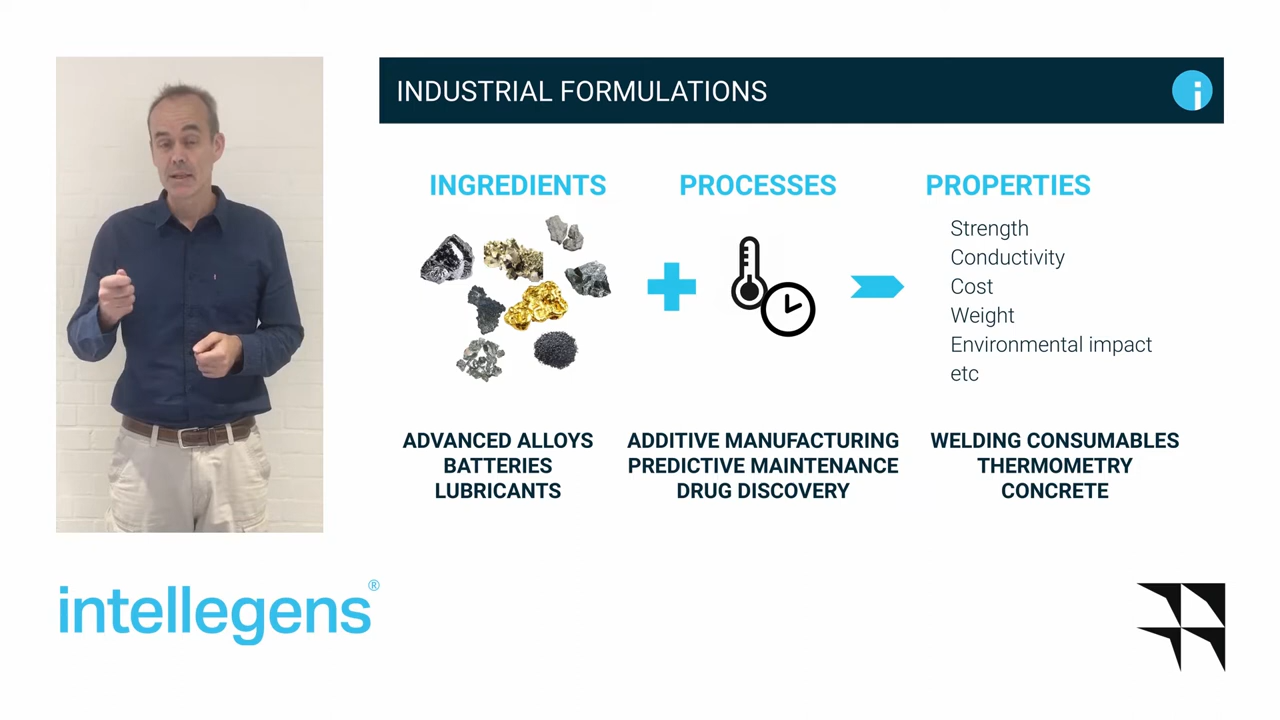 INDUSTRIAL FORMULATIONS
i
INGREDIENTS
PROCESSES
PROPERTIES
Strength
Conductivity
Cost
Weight
Environmental impact
etc
ADVANCED ALLOYS
BATTERIES
LUBRICANTS
ADDITIVE MANUFACTURING
PREDICTIVE MAINTENANCE
DRUG DISCOVERY
WELDING CONSUMABLES
THERMOMETRY
CONCRETE
intellegens®